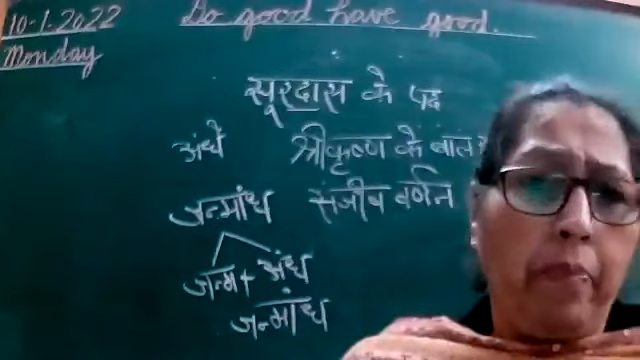 10-1-2022 Do good have good.
Monday
सूरदास के पद
अंधे श्रीकृष्ण के बाल
जन्मांध सजीव वर्णन
जन्म + अंध
जन्मांध